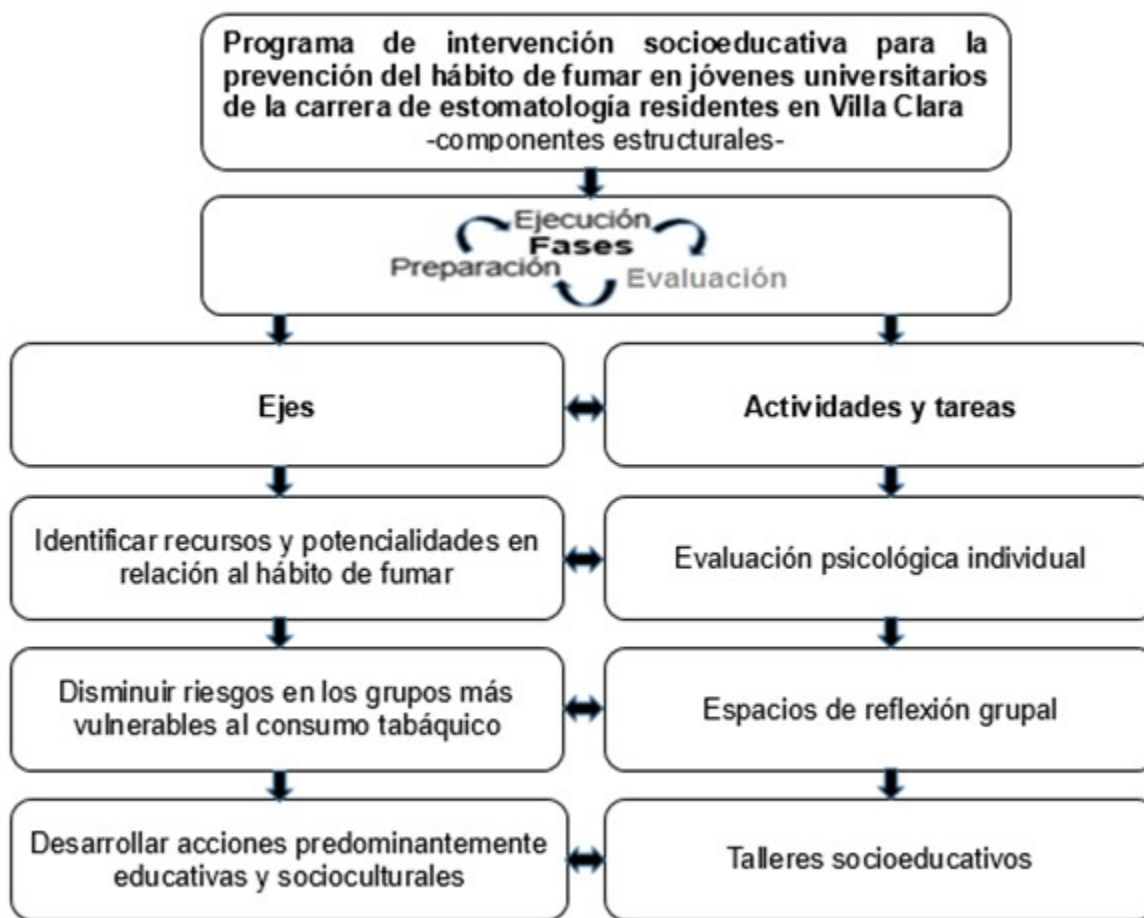 Programa de intervención socioeducativa para la
prevención del hábito de fumar en jóvenes universitarios
de la carrera de estomatología residentes en Villa Clara
-componentes estructurales-
Ejecución
Fases
Preparación
Evaluación
Ejes
Actividades y tareas
Identificar recursos y potencialidades en
relación al hábito de fumar
Evaluación psicológica individual
Disminuir riesgos en los grupos más
vulnerables al consumo tabáquico
Espacios de reflexión grupal
Desarrollar acciones predominantemente
educativas y socioculturales
Talleres socioeducativos